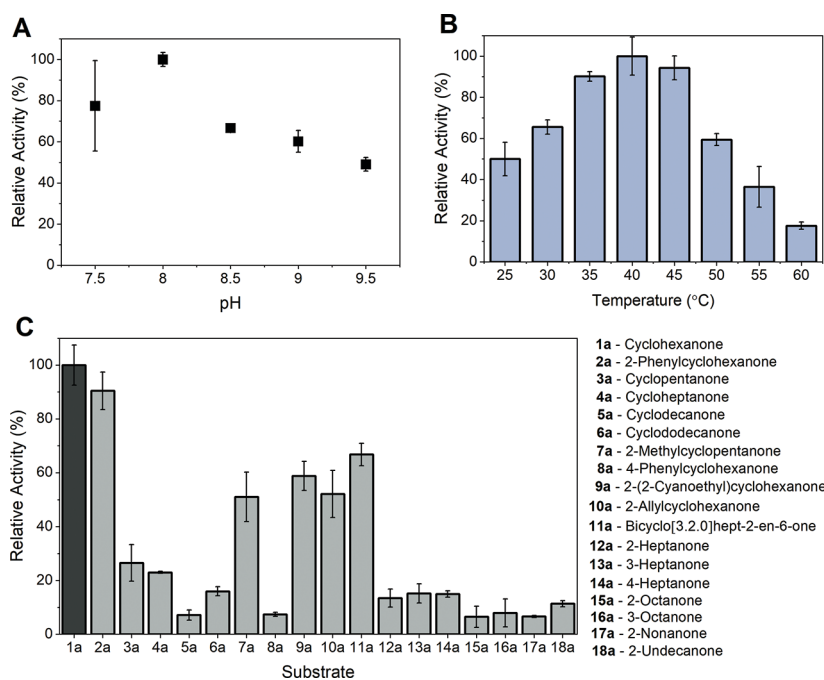 A
Relative Activity (%)
100
80
60
40
20
0
7.5 8 8.5 9 9.5
pH
B
Relative Activity (%)
100
80
60
40
20
0
25 30 35 40 45 50 55 60
Temperature (°C)
C
Relative Activity (%)
100
80
60
40
20
0
1a 2a 3a 4a 5a 6a 7a 8a 9a 10a 11a 12a 13a 14a 15a 16a 17a 18a
Substrate
1a - Cyclohexanone
2a - 2-Phenylcyclohexanone
3a - Cyclopentanone
4a - Cycloheptanone
5a - Cyclodecanone
6a - Cyclododecanone
7a - 2-Methylcyclopentanone
8a - 4-Phenylcyclohexanone
9a - 2-(2-Cyanoethyl)cyclohexanone
10a - 2-Allylcyclohexanone
11a - Bicyclo[3.2.0]hept-2-en-6-one
12a - 2-Heptanone
13a - 3-Heptanone
14a - 4-Heptanone
15a - 2-Octanone
16a - 3-Octanone
17a - 2-Nonanone
18a - 2-Undecanone